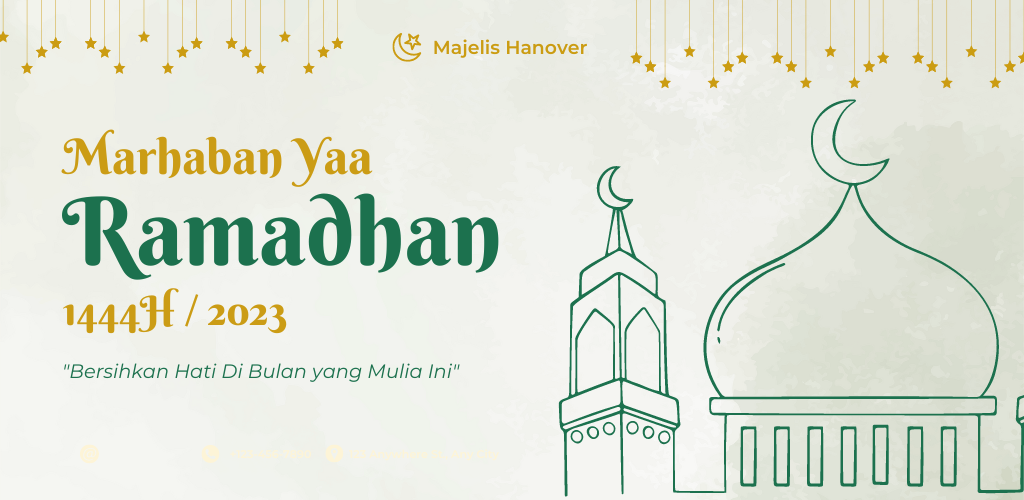 Majelis Hanover
Marhaban Yaa
Ramadhan
1444H / 2023
"Bersihkan Hati Di Bulan yang Mulia Ini"